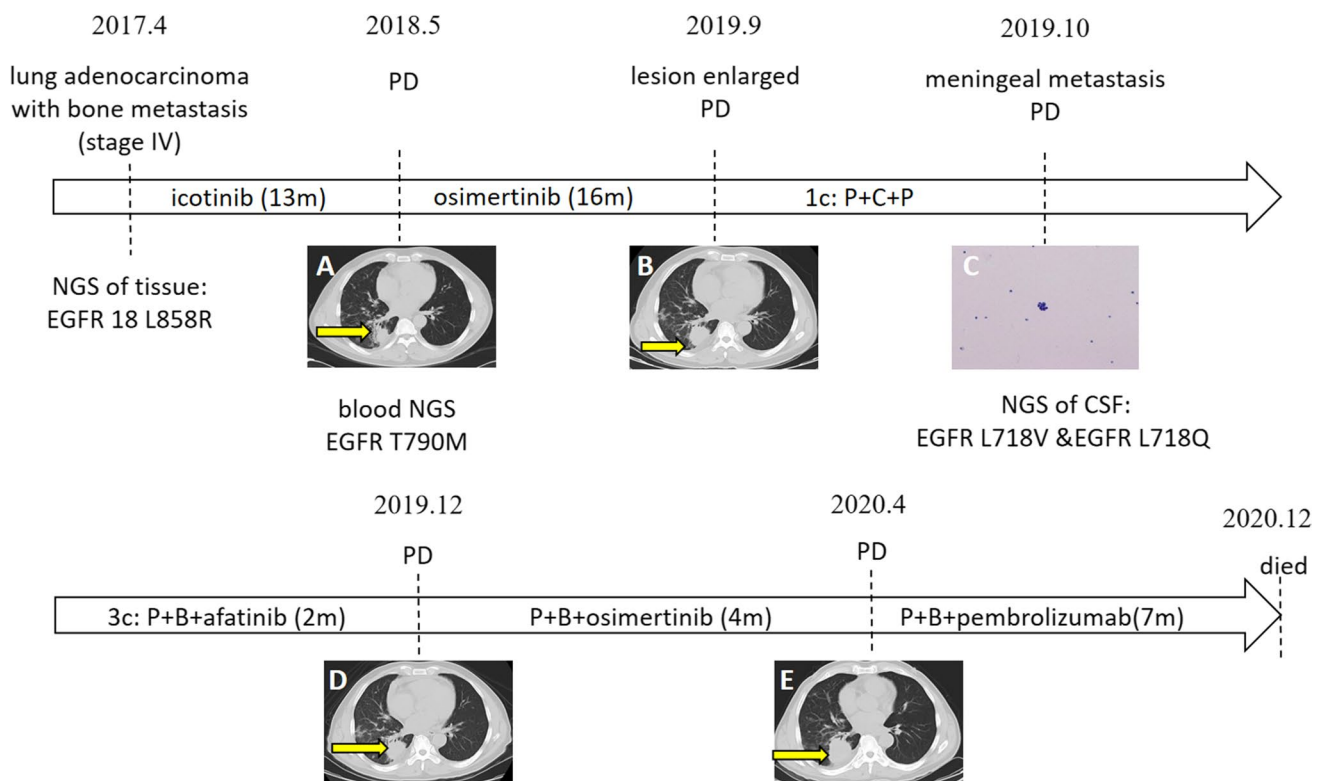 2017.4
lung adenocarcinoma
with bone metastasis
(stage IV)
2018.5
PD
2019.9
lesion enlarged
PD
2019.10
meningeal metastasis
PD
icotinib (13m)
osimertinib (16m)
1c: P+C+P
NGS of tissue:
EGFR 18 L858R
A
blood NGS
EGFR T790M
B
C
NGS of CSF:
EGFR L718V &EGFR L718Q
2019.12
PD
2020.4
PD
2020.12
died
3c: P+B+afatinib (2m)
P+B+osimertinib (4m)
P+B+pembrolizumab(7m)
D
E